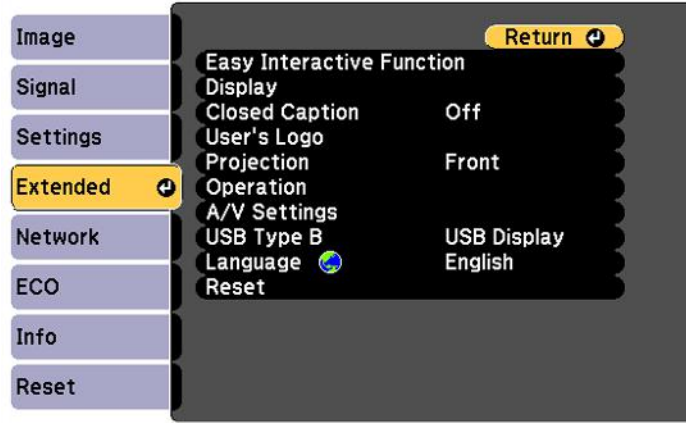 Image
Signal
Settings
Extended
Network
ECO
Info
Reset
Return
Easy Interactive Function
Display
Closed Caption Off
User's Logo
Projection Front
Operation
A/V Settings
USB Type B USB Display
Language English
Reset